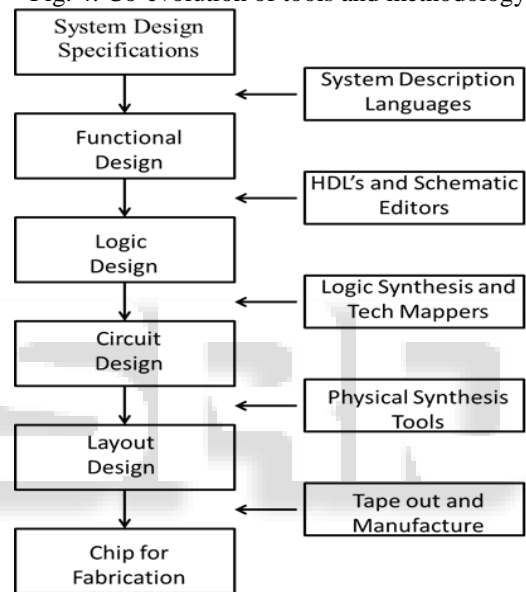 Fig. 4: Co-evolution of tools and methodology
System Design
Specifications
System Description
Languages
Functional
Design
HDL's and Schematic
Editors
Logic
Design
Logic Synthesis and
Tech Mappers
Circuit
Design
Physical Synthesis
Tools
Layout
Design
Tape out and
Manufacture
Chip for
Fabrication